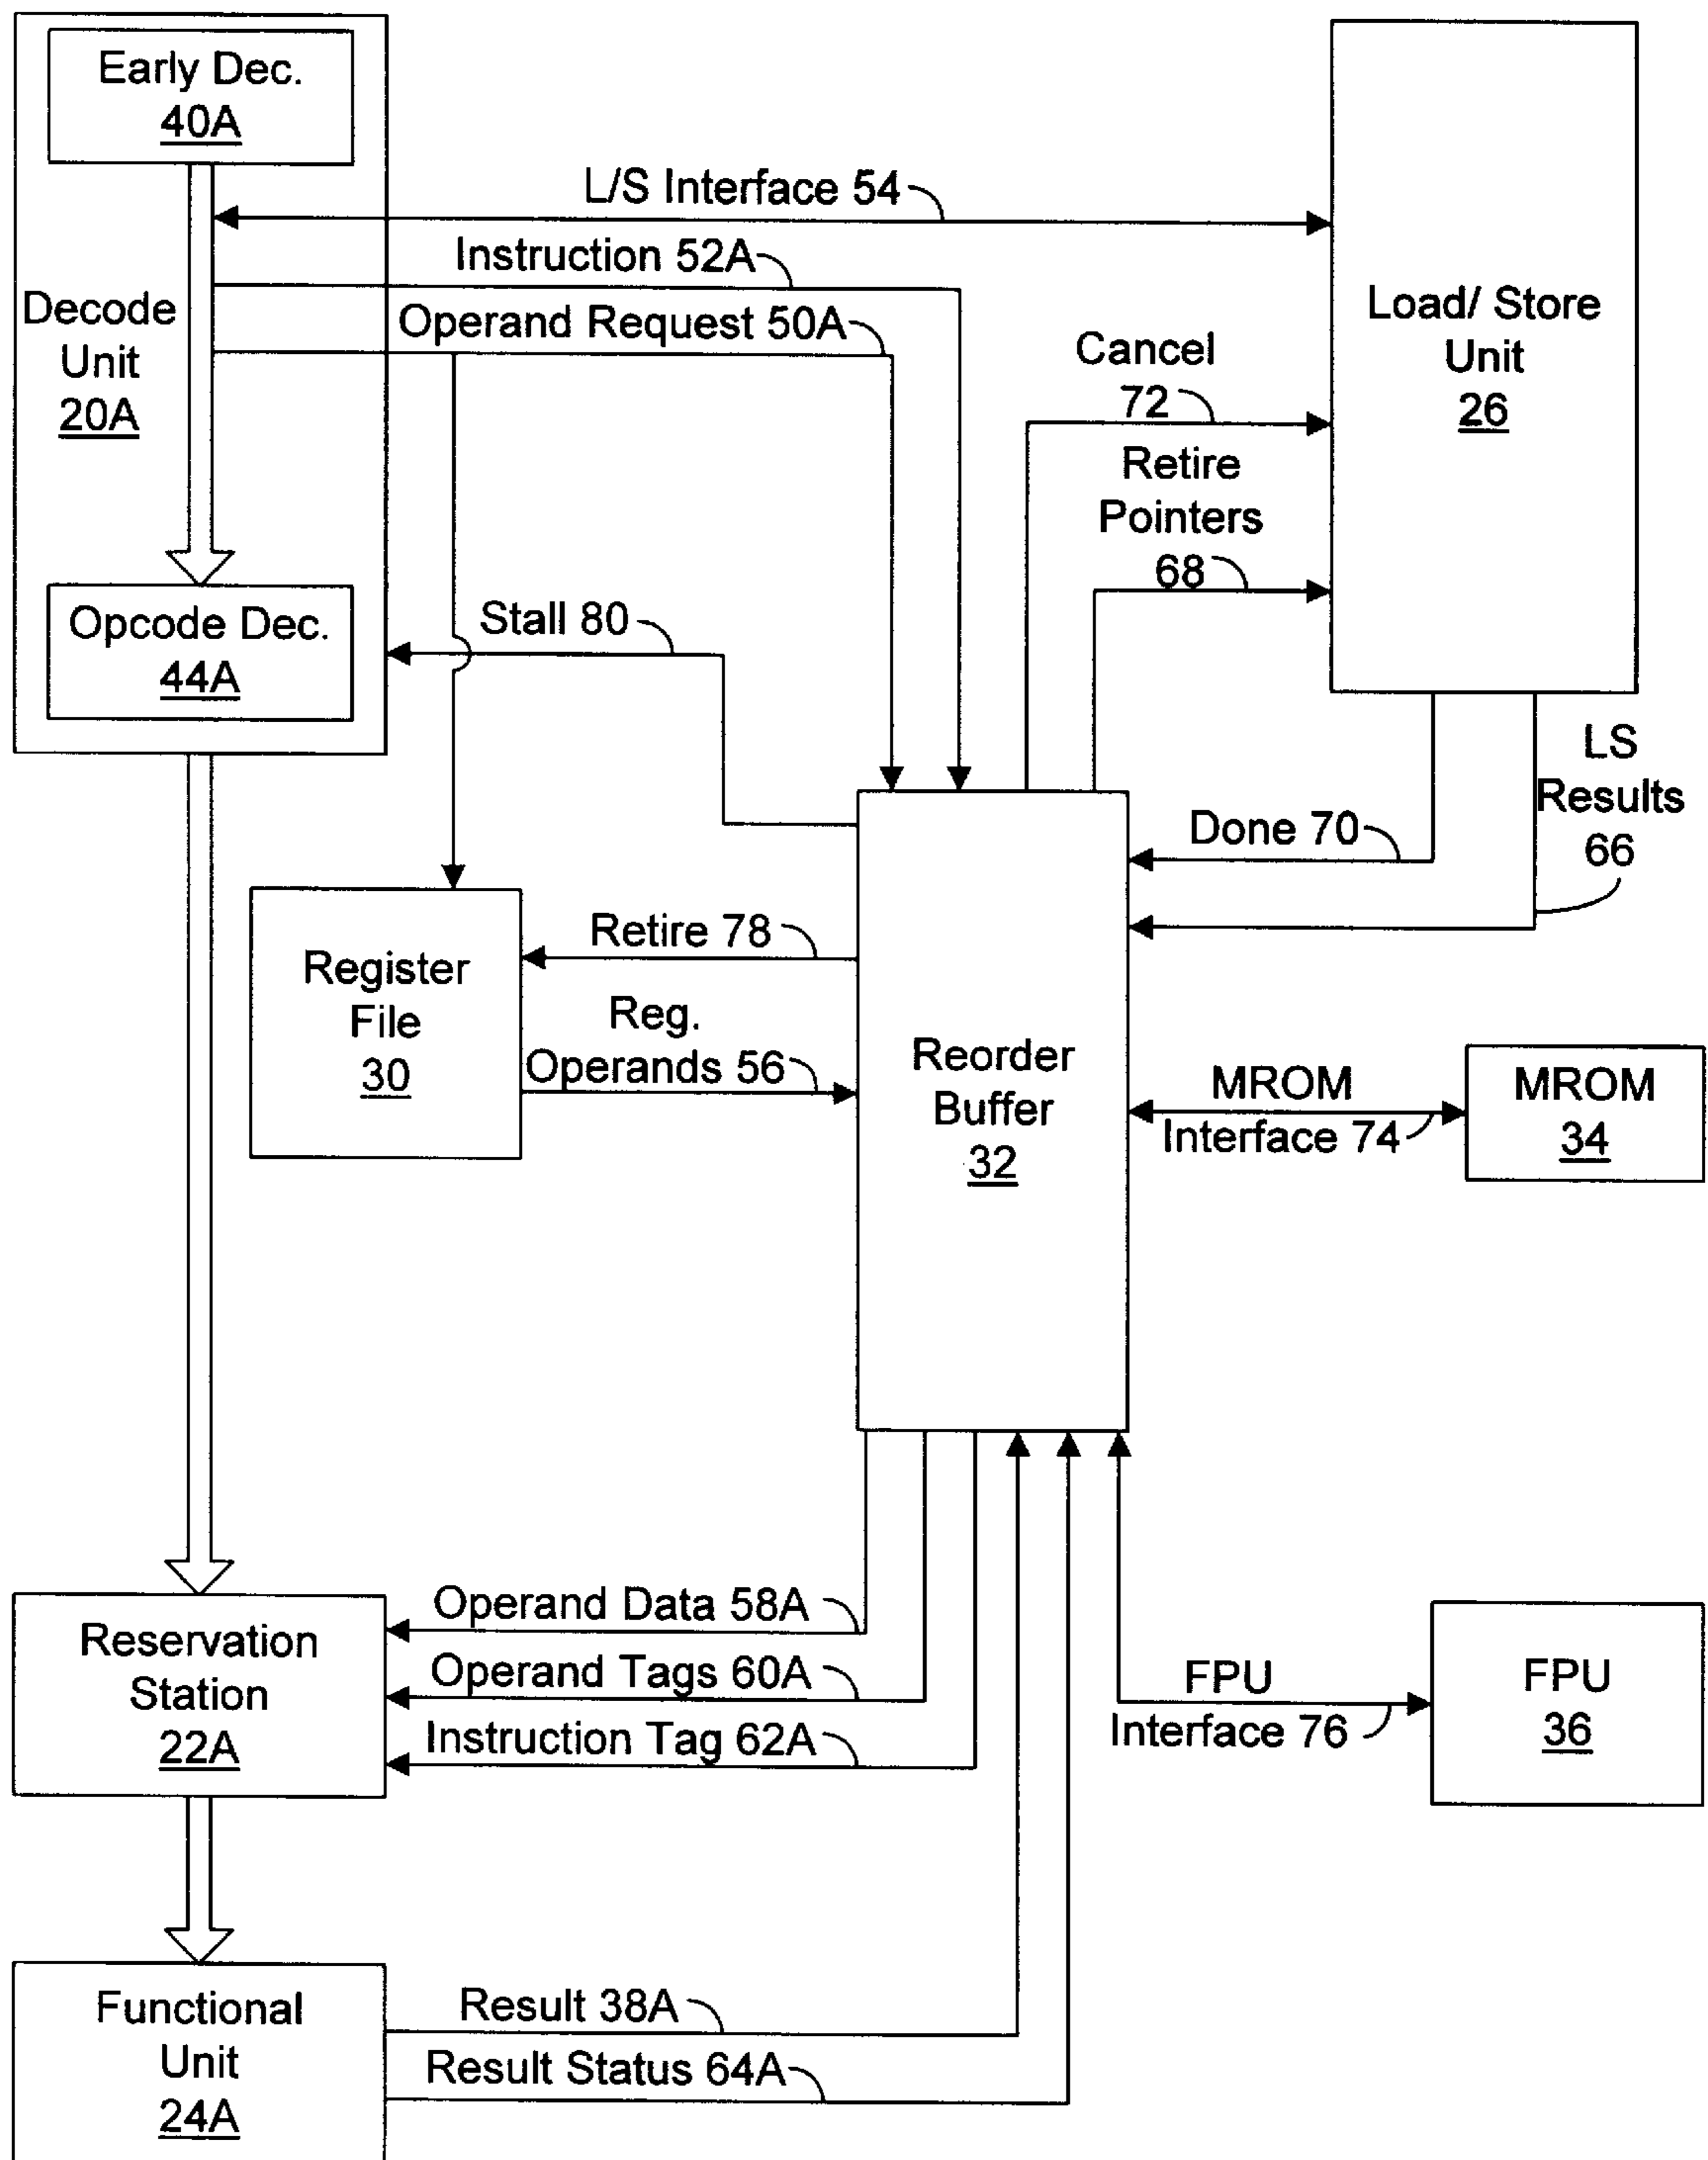 Early Dec.
40A
L/S Interface 54
Instruction 52A
Operand Request 50A
Decode
Unit
20A
Load/ Store
Unit
26
Cancel
72
Retire
Pointers
68
Opcode Dec.
44A
Stall 80
LS
Results
66
Done 70
Register
File
30
Retire 78
Reg.
Operands 56
Reorder
Buffer
32
MROM
Interface 74
MROM
34
Reservation
Station
22A
Operand Data 58A
Operand Tags 60A
Instruction Tag 62A
FPU
Interface 76
FPU
36
Functional
Unit
24A
Result 38A
Result Status 64A